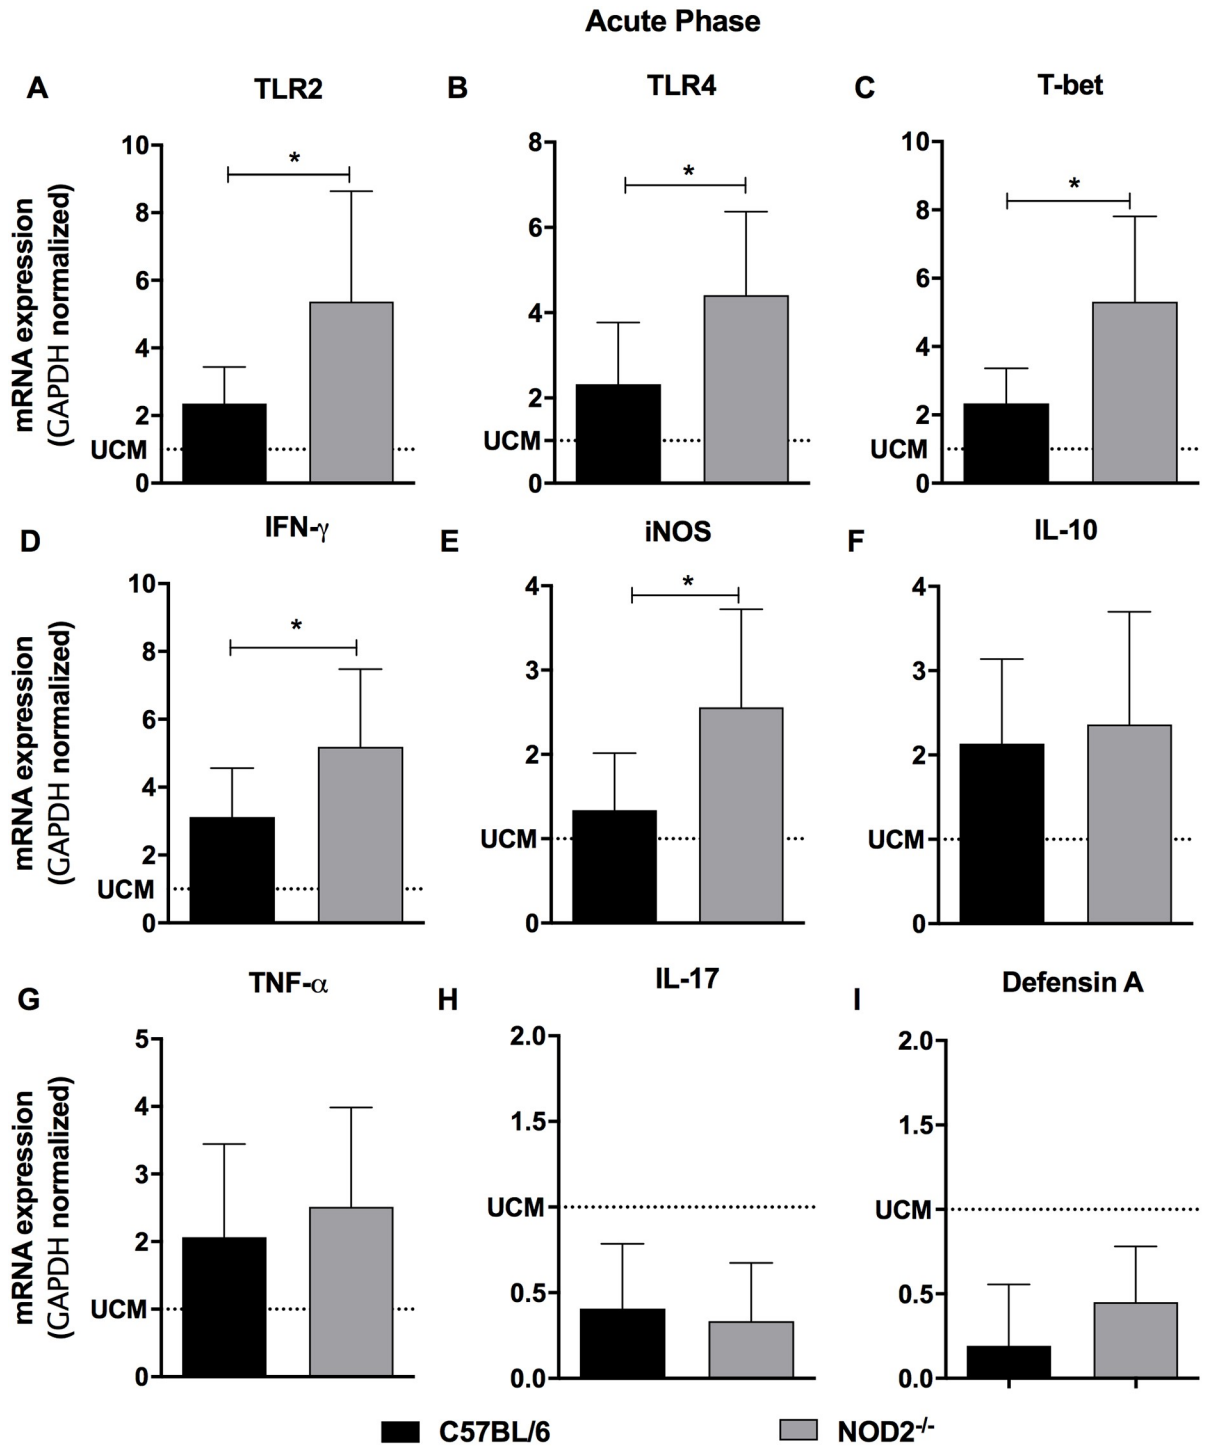 Acute Phase
A TLR2 B TLR4 C T-bet
mRNA expression
(GAPDH normalized)
10
8
6
4
2
UCM
0
*
8
6
4
2
UCM
0
*
10
8
6
4
2
UCM
0
*
D IFN-γ E iNOS F IL-10
mRNA expression
(GAPDH normalized)
10
8
6
4
2
UCM
0
*
4
3
2
UCM
0
*
4
3
2
UCM
0
G TNF-α H IL-17 I Defensin A
mRNA expression
(GAPDH normalized)
5
4
3
2
UCM
0
2.0
1.5
UCM
0.5
0.0
2.0
1.5
UCM
0.5
0.0
C57BL/6 NOD2-/-